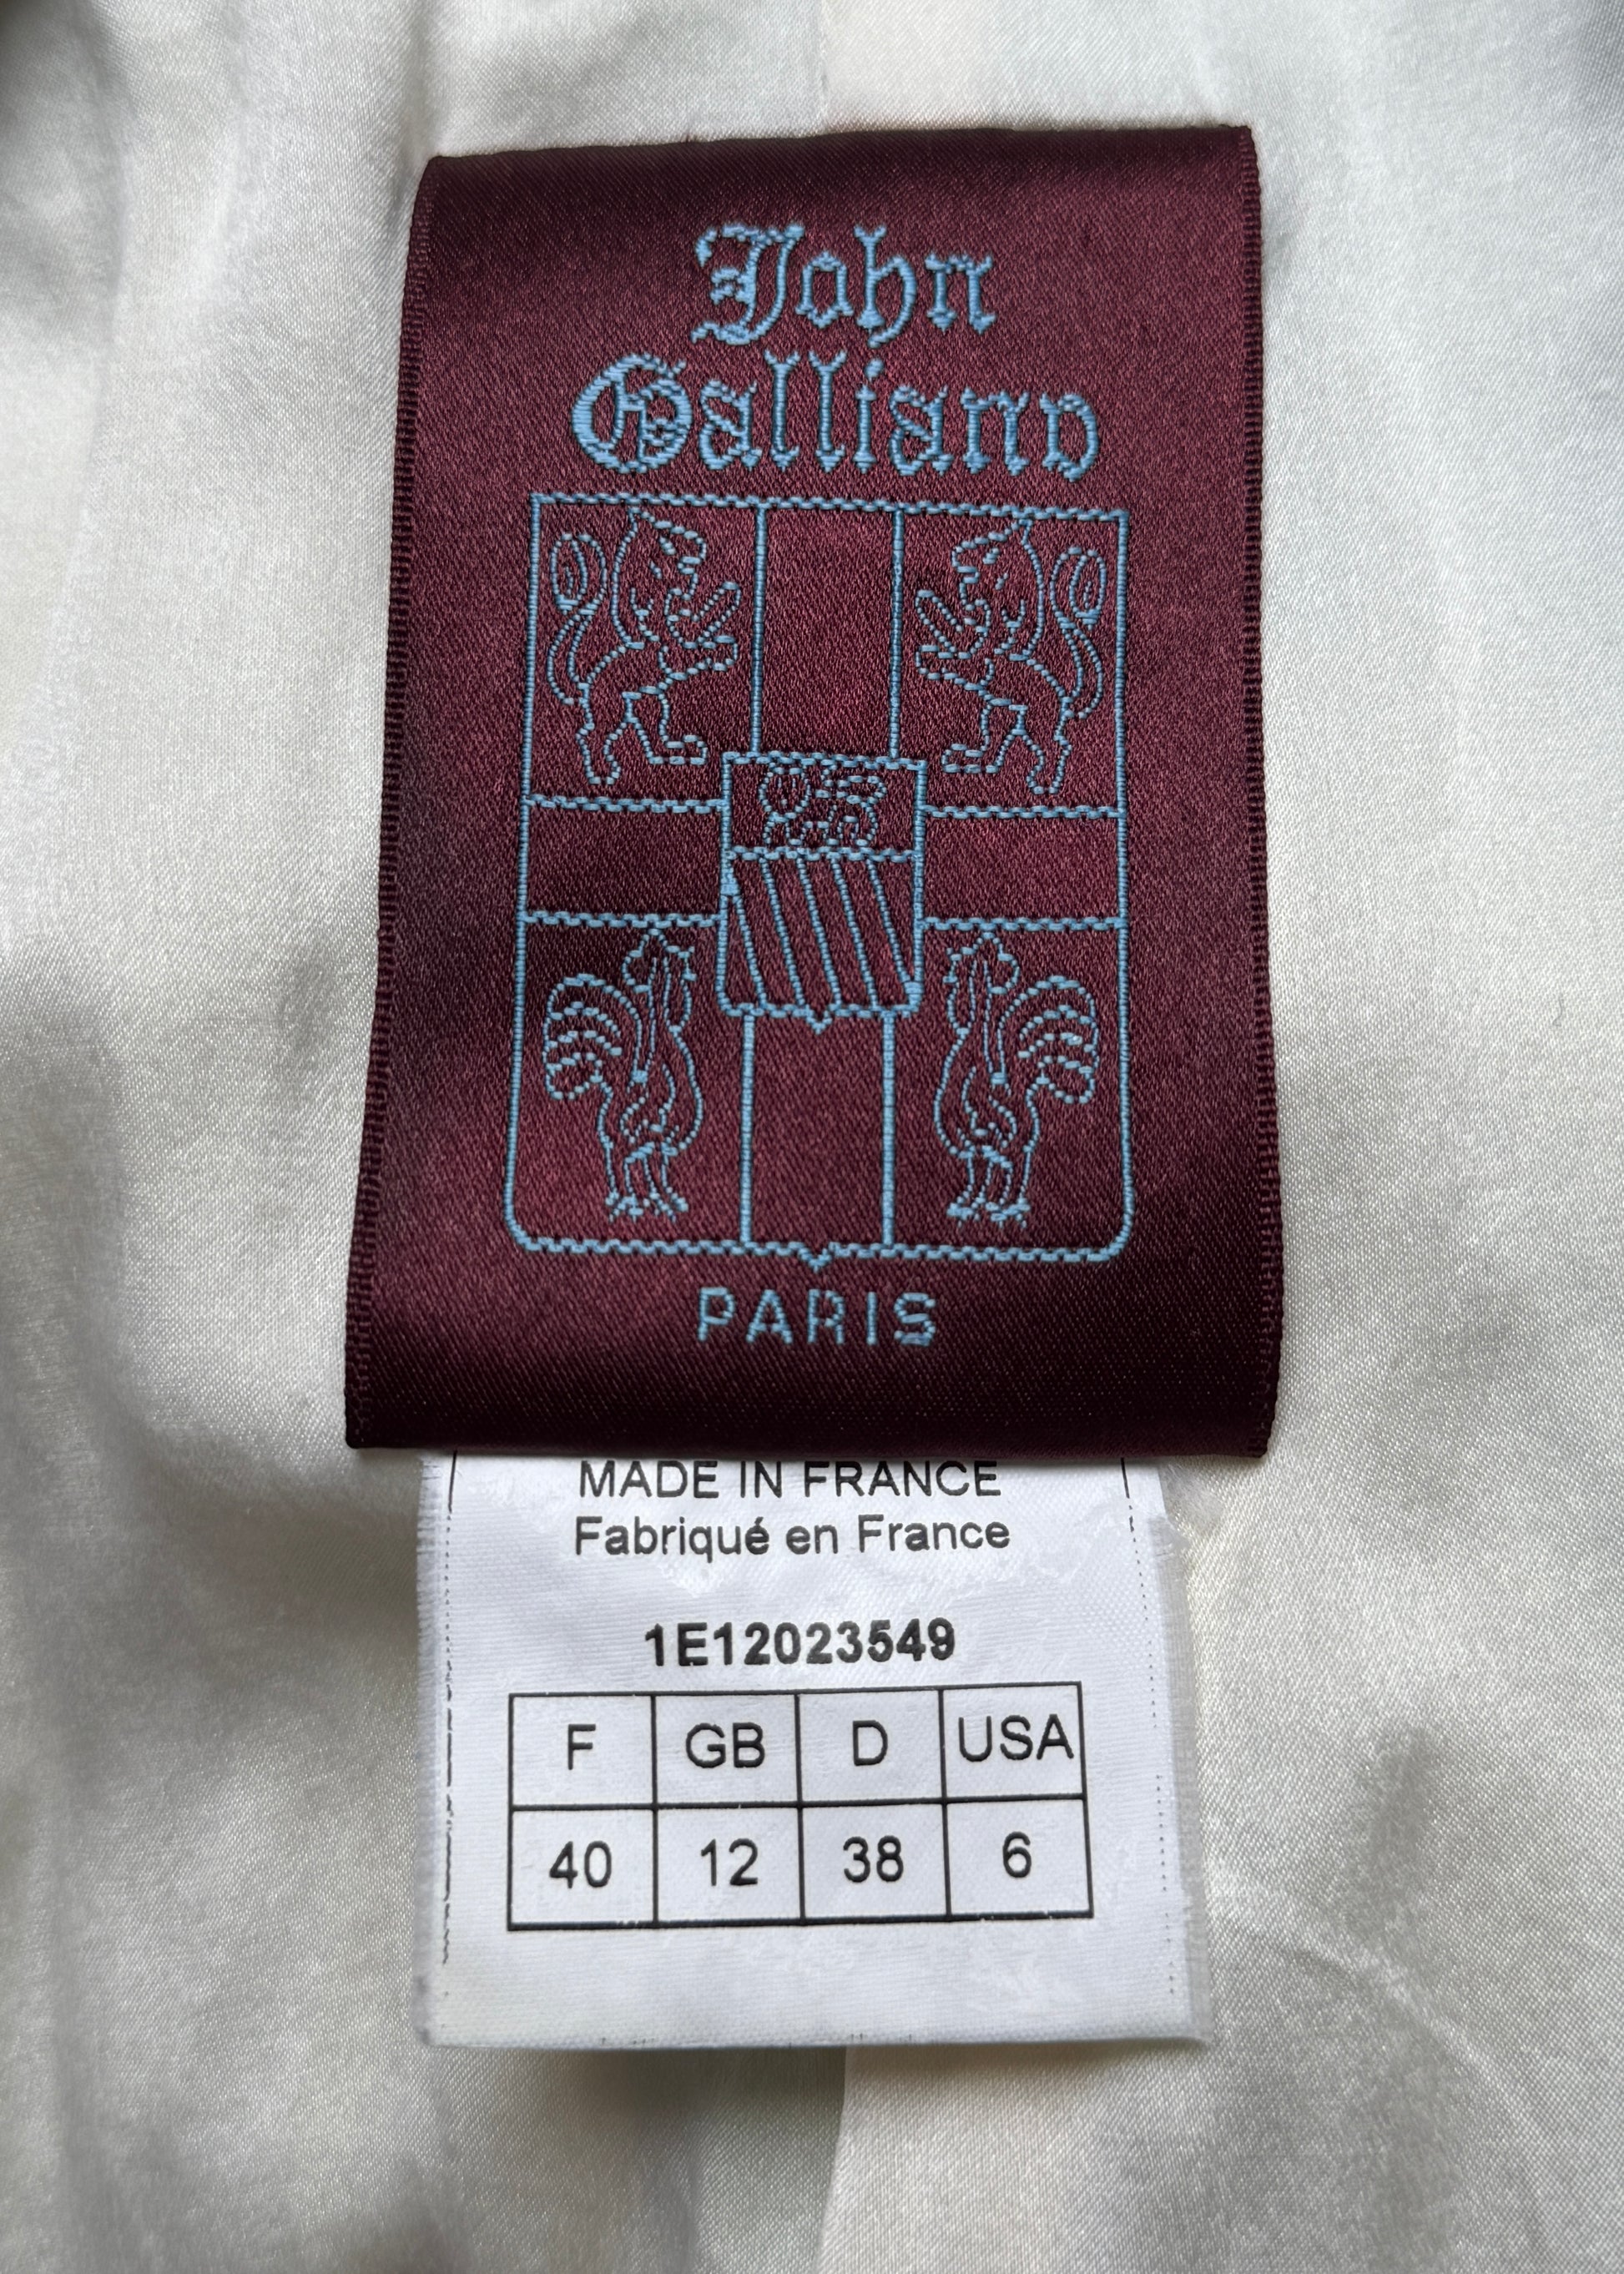 John
Galliano
PARIS
MADE IN FRANCE
Fabriqué en France
1E12023549
F GB D USA
40 12 38 6